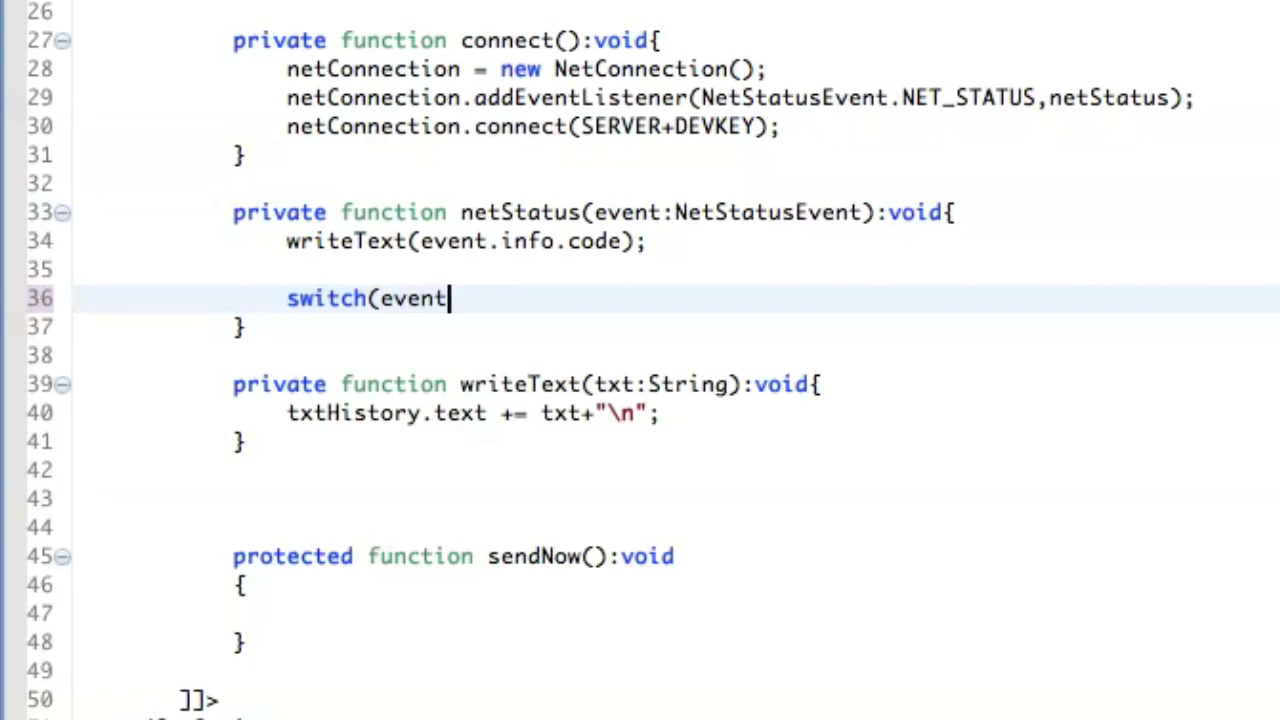 26
27 private function connect():void{
28 netConnection = new NetConnection();
29 netConnection.addEventListener(NetStatusEvent.NET_STATUS,netStatus);
30 netConnection.connect(SERVER+DEVKEY);
31 }
32
33 private function netStatus(event:NetStatusEvent):void{
34 writeText(event.info.code);
35
36 switch(event
37 }
38
39 private function writeText(txt:String):void{
40 txtHistory.text += txt+"\n";
41 }
42
43
44
45 protected function sendNow():void
46 {
47
48 }
49
50 ]]>